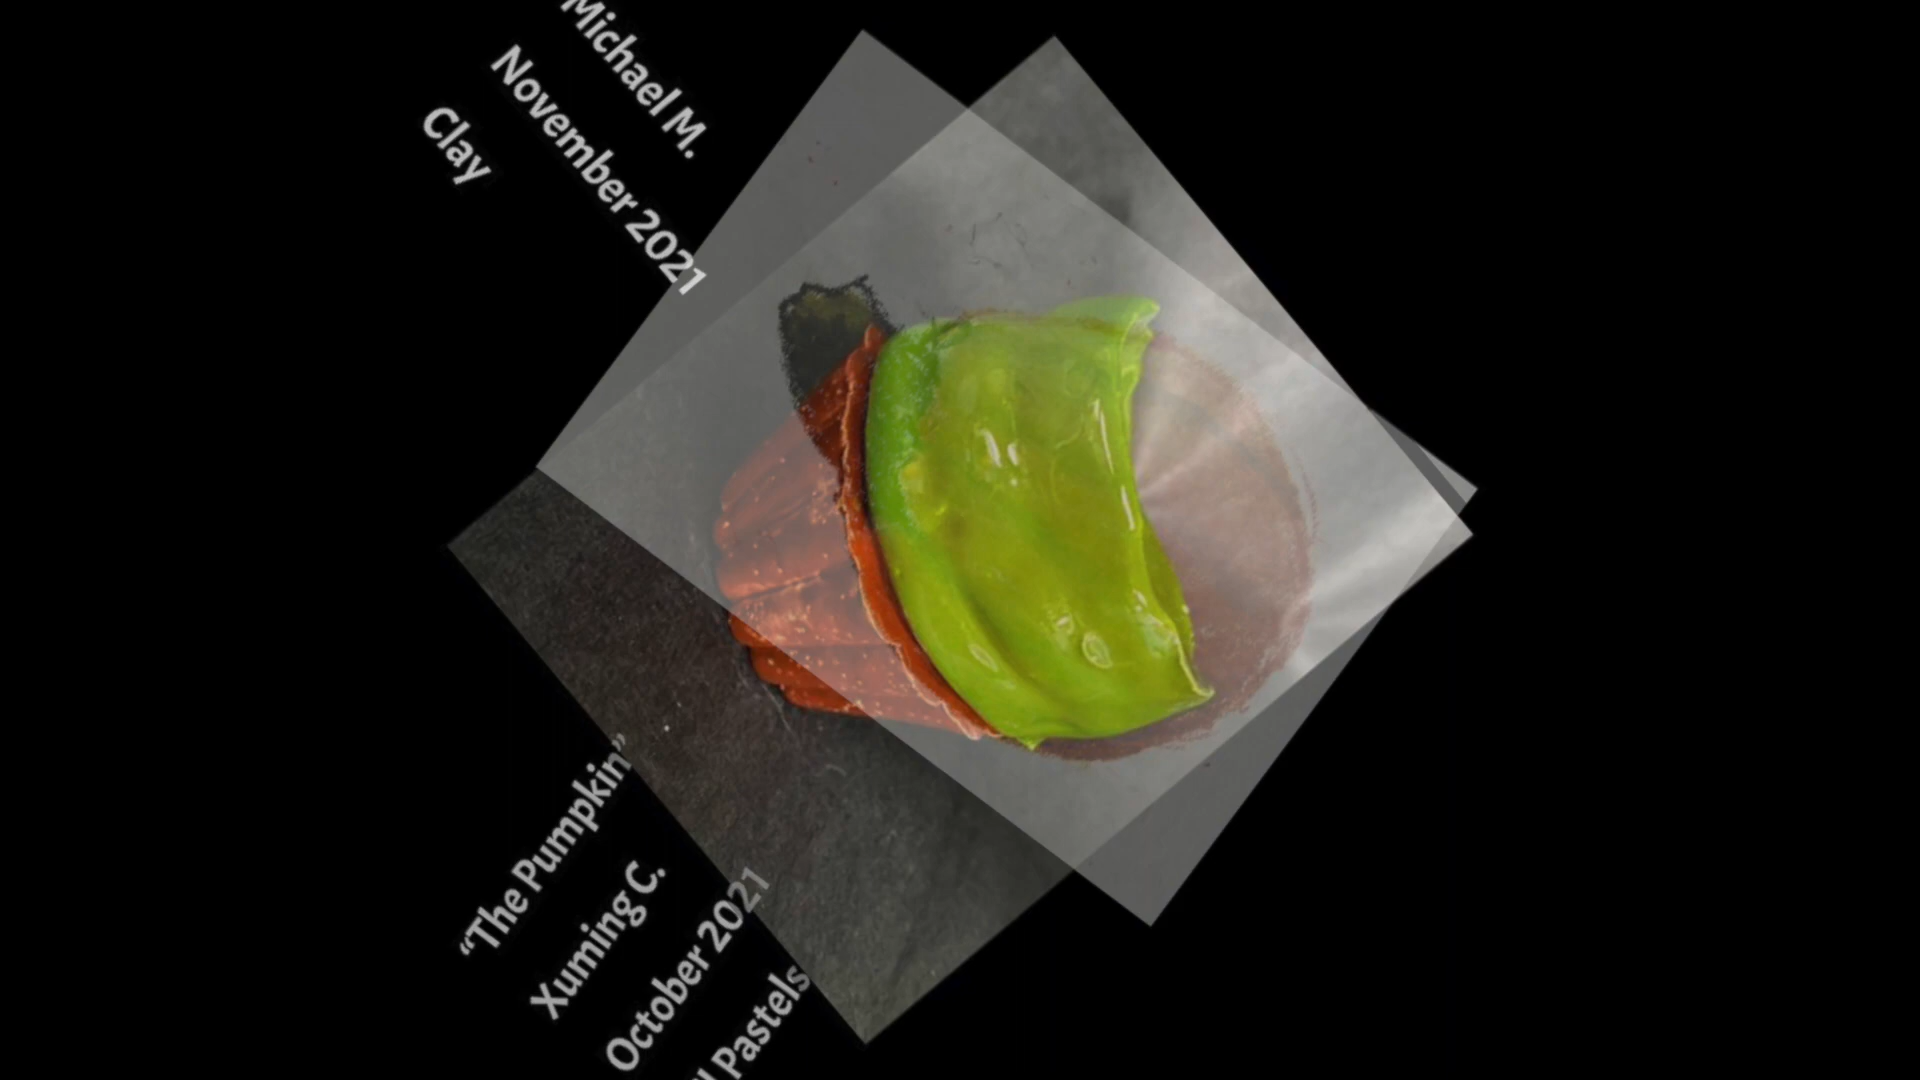 Michael M.
November 2021
Clay
“The Pumpkin”
Xuming C.
October 2021
Pastels